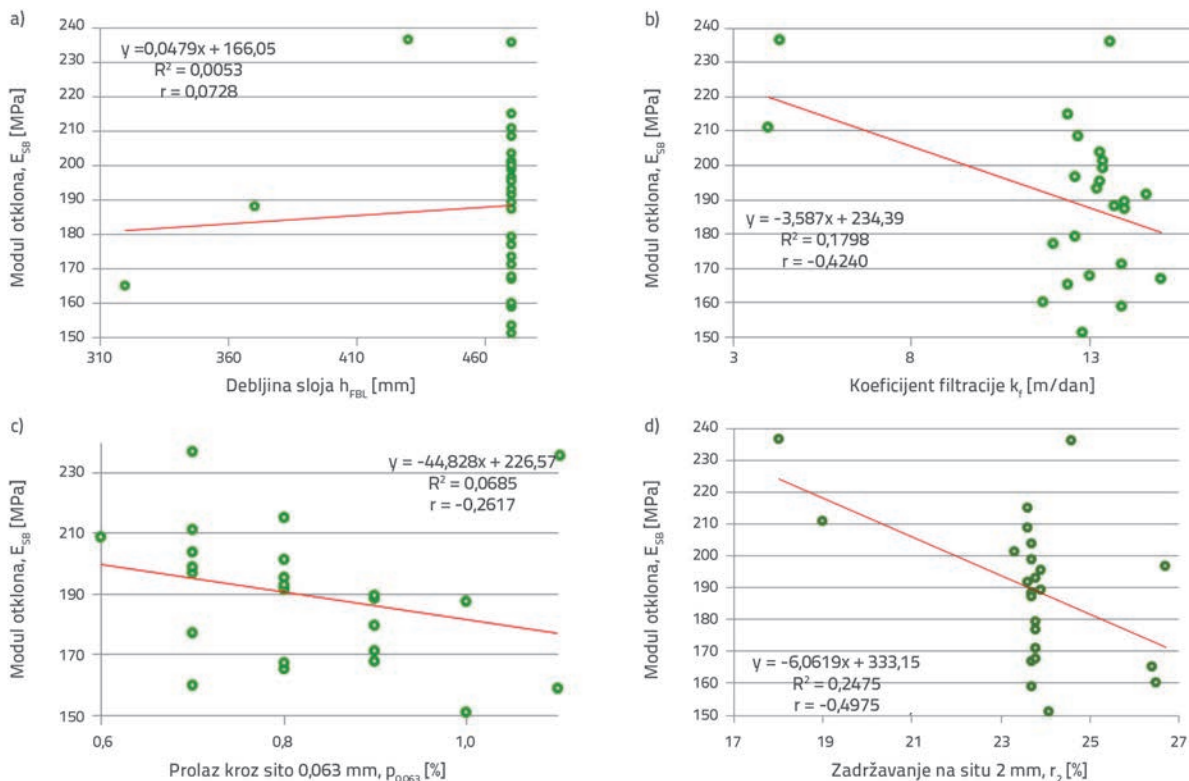 a)
Modul otklona, E_SB [MPa]
240
230
220
210
200
190
180
170
160
150
y =0,0479x + 166,05
R² = 0,0053
r = 0,0728
310 360 410 460
Debljina sloja h_FBL [mm]
b)
Modul otklona, E_SB [MPa]
240
230
220
210
200
190
180
170
160
150
y = -3,587x + 234,39
R² = 0,1798
r = -0,4240
3 8 13
Koeficijent filtracije k_f [m/dan]
c)
Modul otklona, E_SB [MPa]
230
210
190
170
150
y = -44,828x + 226,57
R² = 0,0685
r = -0,2617
0,6 0,8 1,0
Prolaz kroz sito 0,063 mm, p_0,063 [%]
d)
Modul otklona, E_SB [MPa]
240
230
220
210
200
190
180
170
160
150
y = -6,0619x + 333,15
R² = 0,2475
r = -0,4975
17 19 21 23 25 27
Zadržavanje na situ 2 mm, r_2 [%]